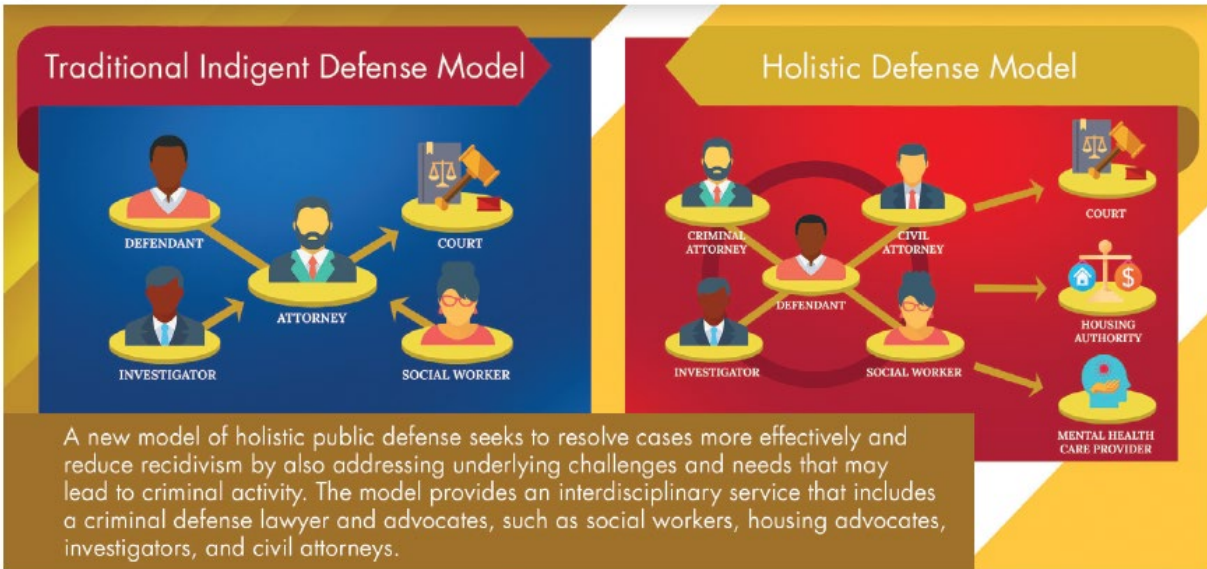 Traditional Indigent Defense Model
DEFENDANT
COURT
ATTORNEY
INVESTIGATOR
SOCIAL WORKER
Holistic Defense Model
CRIMINAL
ATTORNEY
CIVIL
ATTORNEY
DEFENDANT
INVESTIGATOR
SOCIAL WORKER
COURT
$
HOUSING
AUTHORITY
MENTAL HEALTH
CARE PROVIDER
A new model of holistic public defense seeks to resolve cases more effectively and
reduce recidivism by also addressing underlying challenges and needs that may
lead to criminal activity. The model provides an interdisciplinary service that includes
a criminal defense lawyer and advocates, such as social workers, housing advocates,
investigators, and civil attorneys.